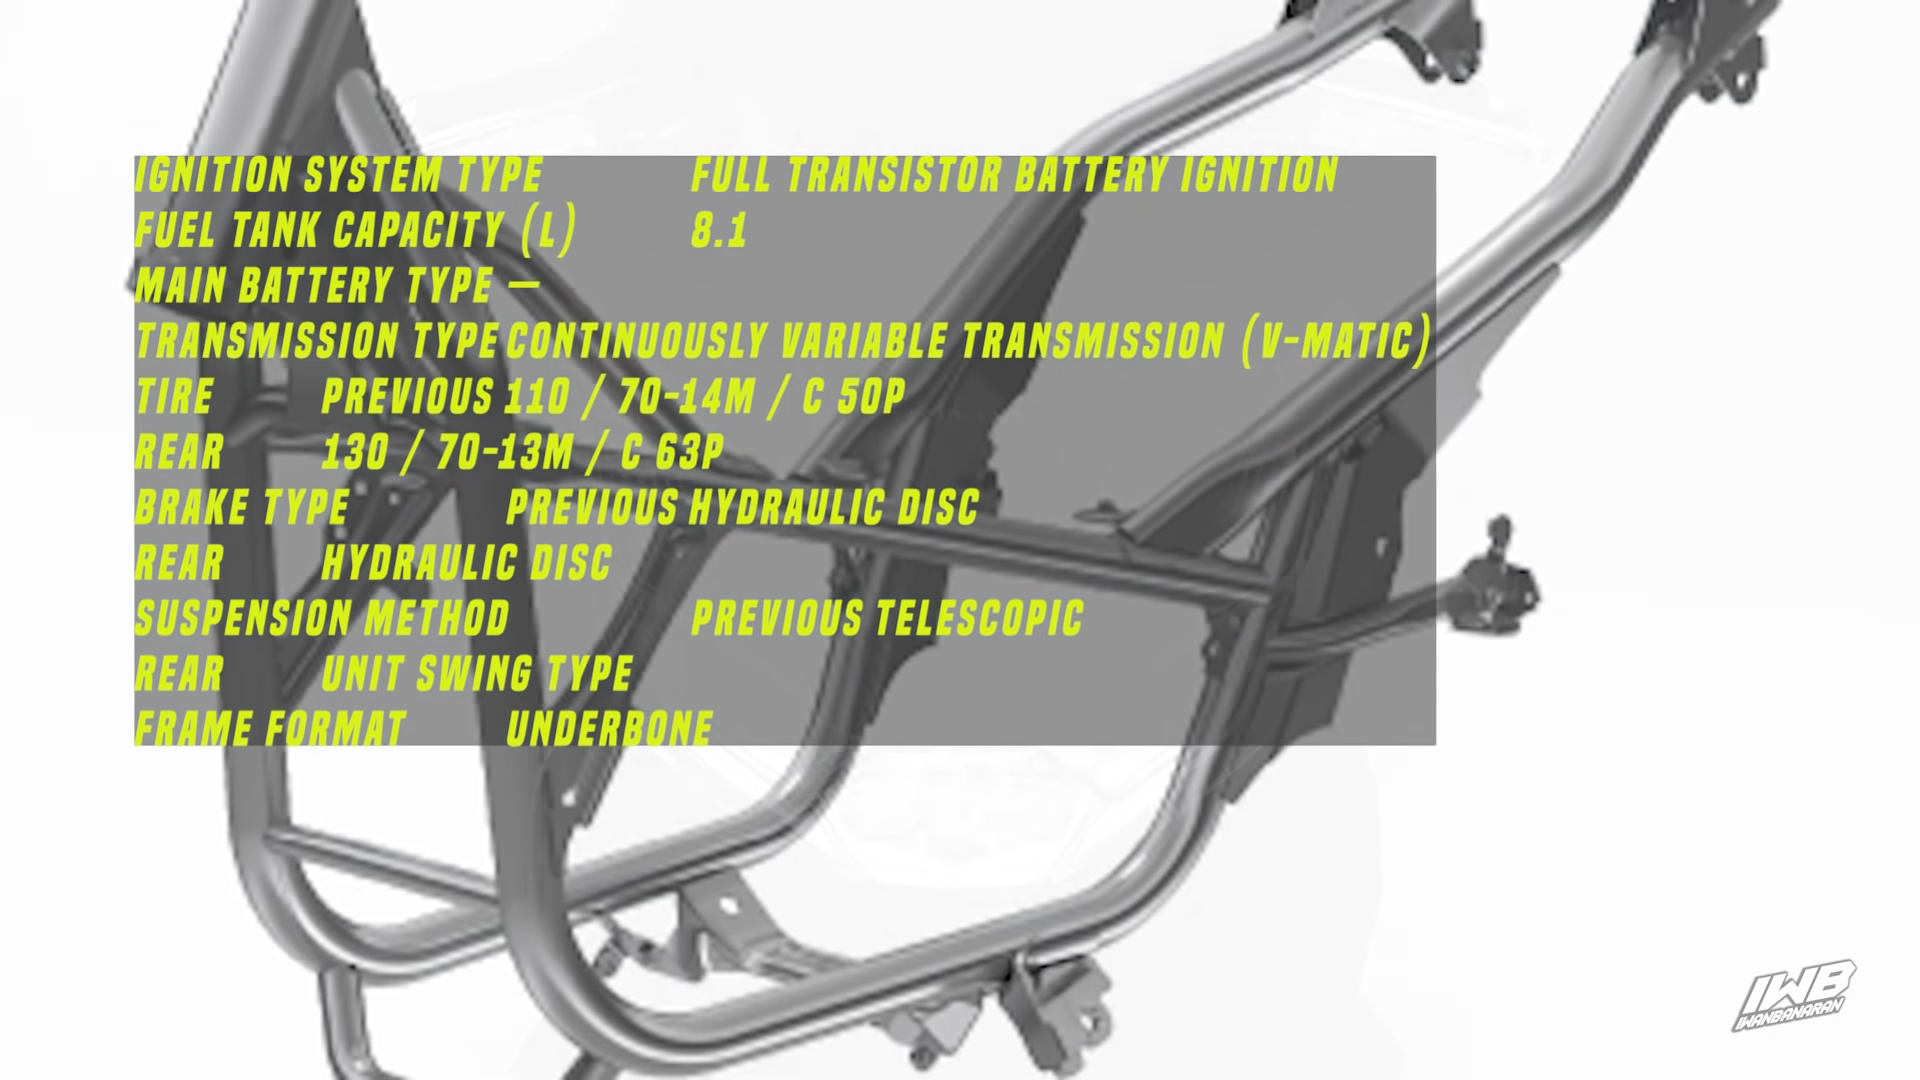 IGNITION SYSTEM TYPE FULL TRANSISTOR BATTERY IGNITION
FUEL TANK CAPACITY (L) 8.1
MAIN BATTERY TYPE —
TRANSMISSION TYPE CONTINUOUSLY VARIABLE TRANSMISSION (V-MATIC)
TIRE PREVIOUS 110 / 70-14M / C 50P
REAR 130 / 70-13M / C 63P
BRAKE TYPE PREVIOUS HYDRAULIC DISC
REAR HYDRAULIC DISC
SUSPENSION METHOD PREVIOUS TELESCOPIC
REAR UNIT SWING TYPE
FRAME FORMAT UNDERBONE
IWB
IWANBANARAN